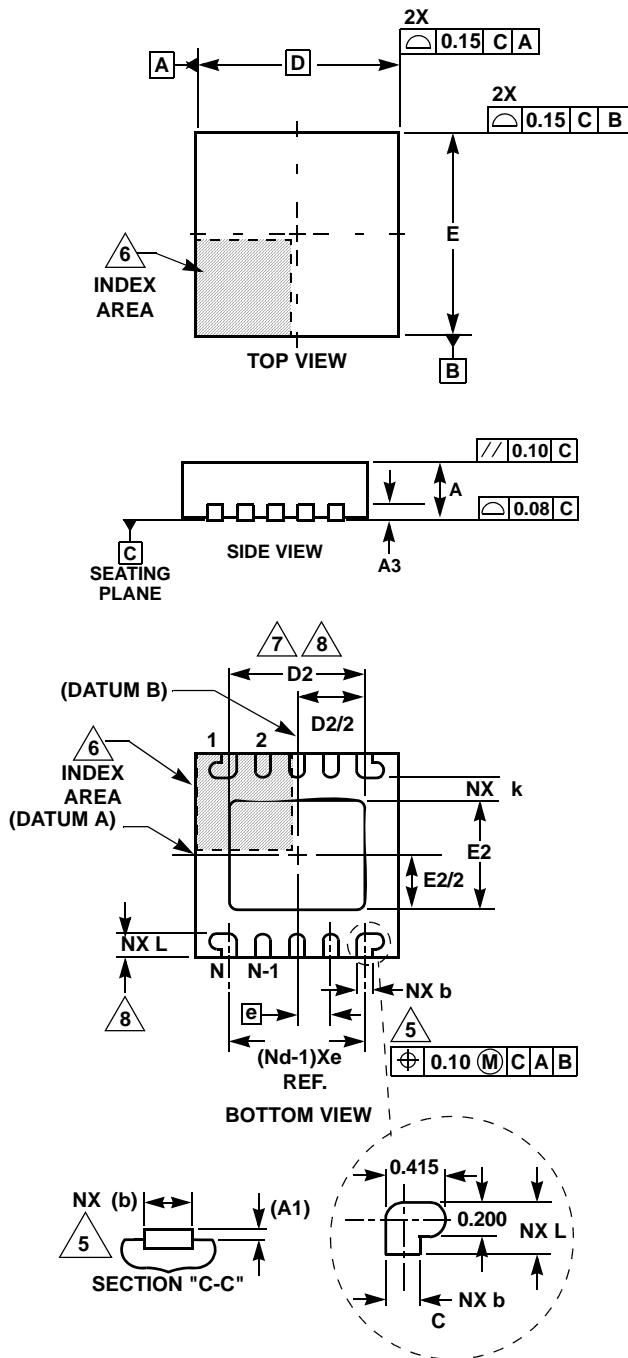 2X
⌓ 0.15 C A
A
D
2X
⌓ 0.15 C B
6
INDEX
AREA
E
TOP VIEW
B
// 0.10 C
A
⌓ 0.08 C
C
SEATING
PLANE
SIDE VIEW
A3
7 8
D2
(DATUM B)
D2/2
6
INDEX
AREA
1 2
(DATUM A)
NX k
E2
E2/2
NX L
N N-1
8
NX b
e
5
(Nd-1)Xe
REF.
⌖ 0.10 Ⓜ C A B
BOTTOM VIEW
NX (b)
(A1)
5
SECTION "C-C"
0.415
0.200
NX L
NX b
C